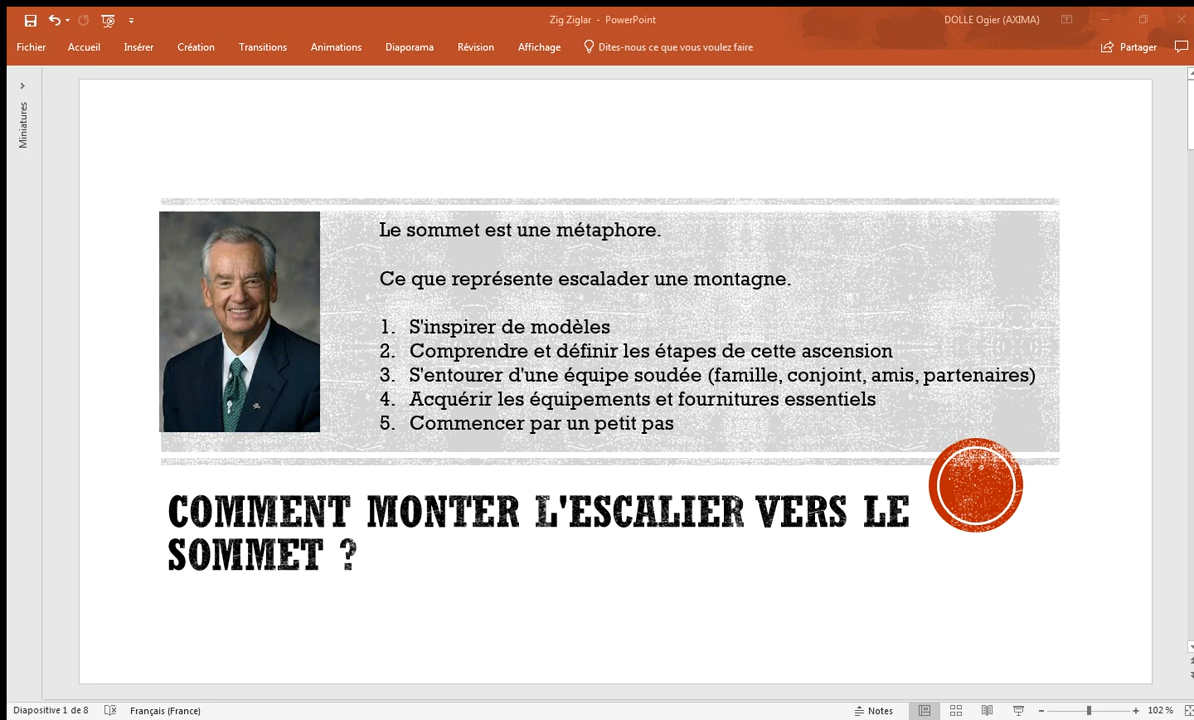 Zig Ziglar - PowerPoint
DOLLE Ogier (AXIMA)
Fichier Accueil Insérer Création Transitions Animations Diaporama Révision Affichage Dites-nous ce que vous voulez faire Partager
Miniatures
Le sommet est une métaphore.
Ce que représente escalader une montagne.
1. S'inspirer de modèles
2. Comprendre et définir les étapes de cette ascension
3. S'entourer d'une équipe soudée (famille, conjoint, amis, partenaires)
4. Acquérir les équipements et fournitures essentiels
5. Commencer par un petit pas
COMMENT MONTER L'ESCALIER VERS LE
SOMMET ?
Diapositive 1 de 8 Français (France) Notes 102 %